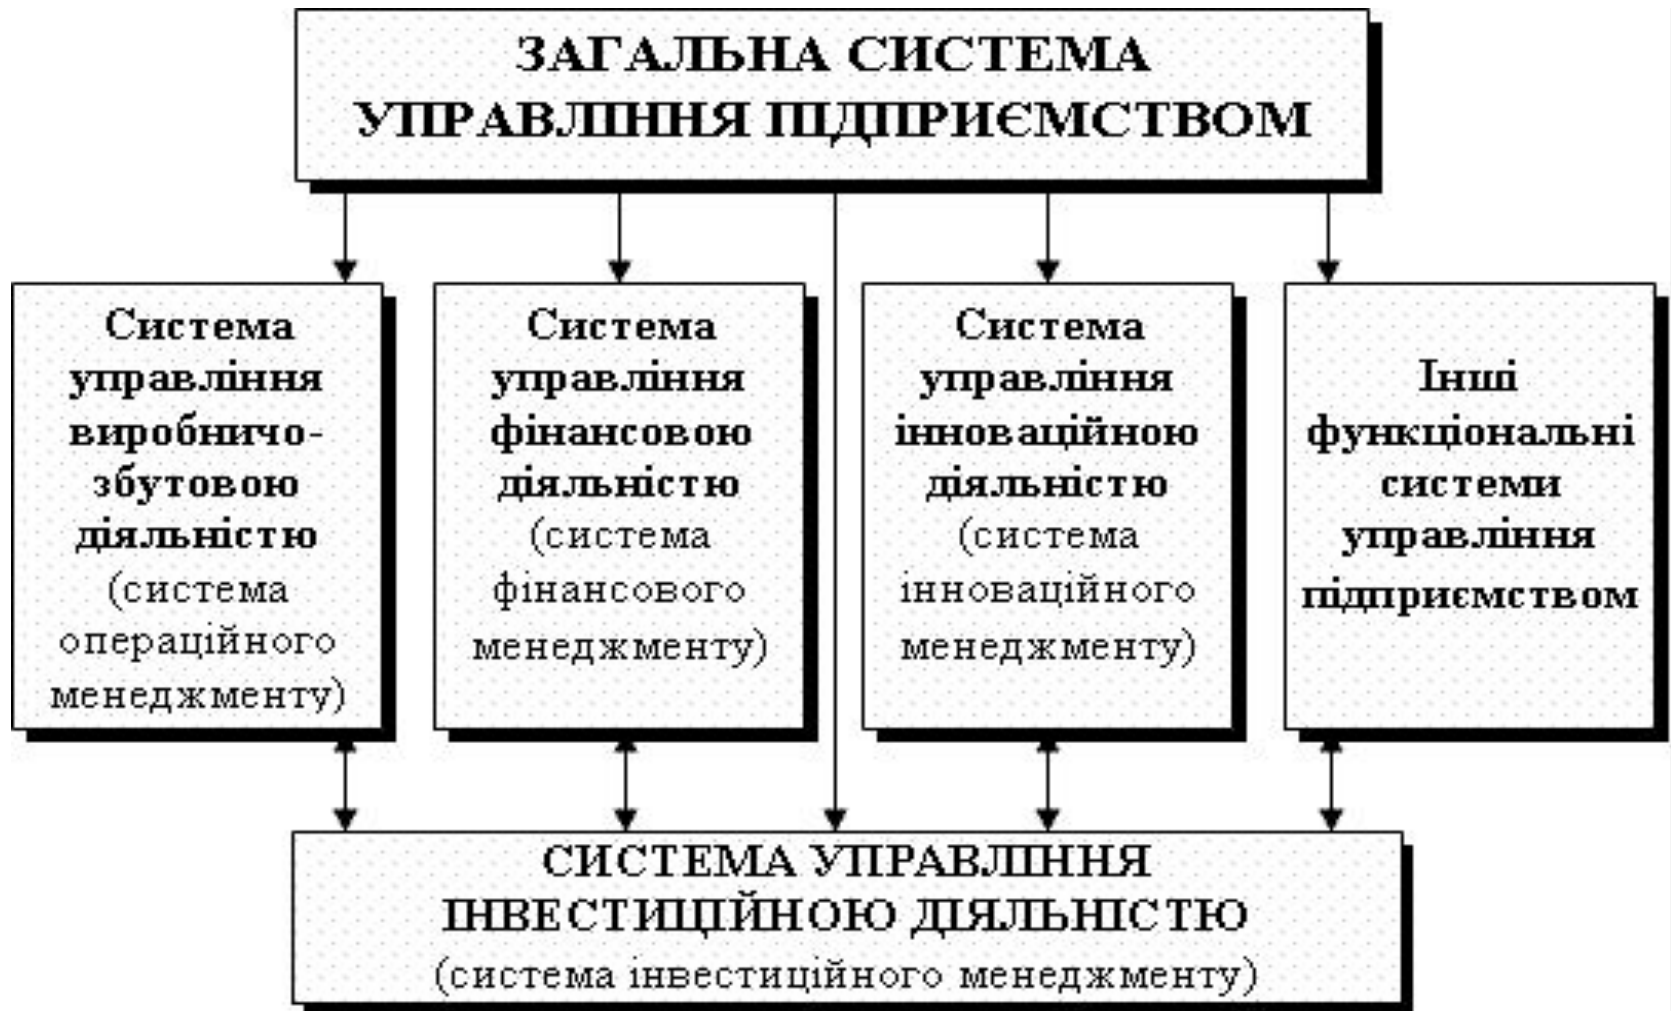 ЗАГАЛЬНА СИСТЕМА
УПРАВЛІННЯ ПІДПРИЄМСТВОМ
Система
управління
виробничо-
збутовою
діяльністю
(система
операційного
менеджменту)
Система
управління
фінансовою
діяльністю
(система
фінансового
менеджменту)
Система
управління
інноваційною
діяльністю
(система
інноваційного
менеджменту)
Інші
функціональні
системи
управління
підприємством
СИСТЕМА УПРАВЛІННЯ
ІНВЕСТИЦІЙНОЮ ДІЯЛЬНІСТЮ
(система інвестиційного менеджменту)